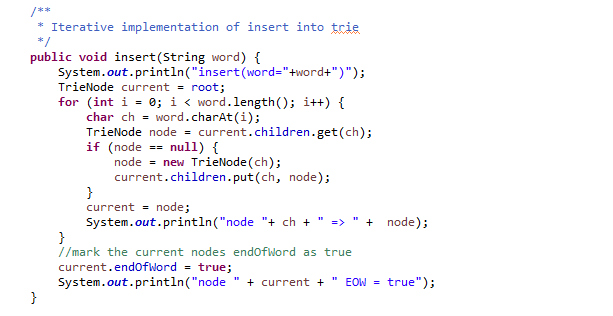 /**
 * Iterative implementation of insert into trie
 */
public void insert(String word) {
    System.out.println("insert(word="+word+")");
    TrieNode current = root;
    for (int i = 0; i < word.length(); i++) {
        char ch = word.charAt(i);
        TrieNode node = current.children.get(ch);
        if (node == null) {
            node = new TrieNode(ch);
            current.children.put(ch, node);
        }
        current = node;
        System.out.println("node "+ ch + " => " +  node);
    }
    //mark the current nodes endOfWord as true
    current.endOfWord = true;
    System.out.println("node " + current + " EOW = true");
}